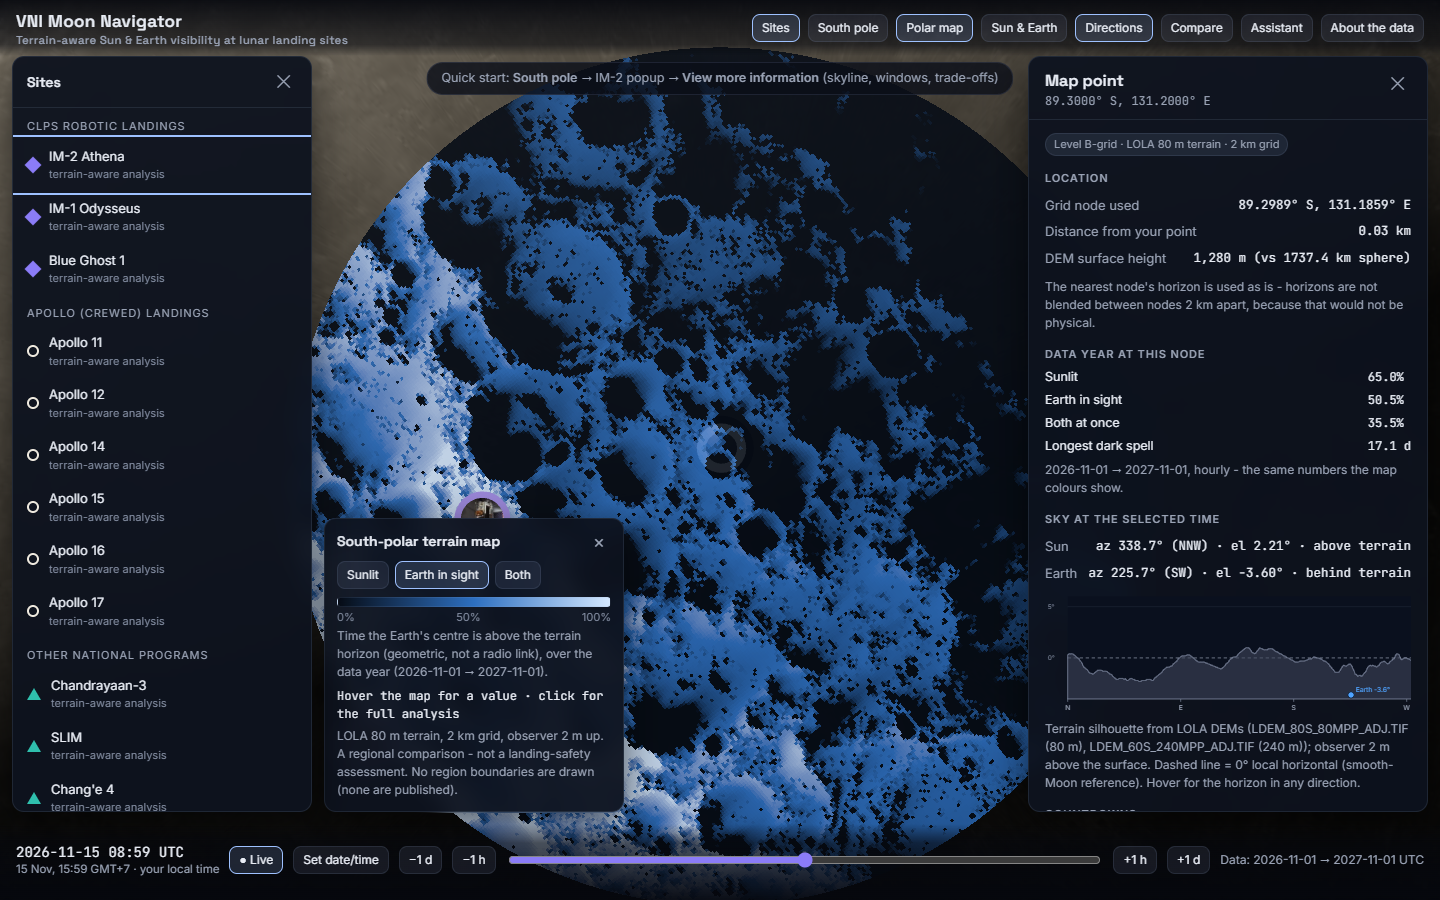 VNI Moon Navigator
Terrain-aware Sun & Earth visibility at lunar landing sites
Sites
South pole
Polar map
Sun & Earth
Directions
Compare
Assistant
About the data
Quick start: South pole → IM-2 popup → View more information (skyline, windows, trade-offs)
Sites
CLPS ROBOTIC LANDINGS
IM-2 Athena
terrain-aware analysis
IM-1 Odysseus
terrain-aware analysis
Blue Ghost 1
terrain-aware analysis
APOLLO (CREWED) LANDINGS
Apollo 11
terrain-aware analysis
Apollo 12
terrain-aware analysis
Apollo 14
terrain-aware analysis
Apollo 15
terrain-aware analysis
Apollo 16
terrain-aware analysis
Apollo 17
terrain-aware analysis
OTHER NATIONAL PROGRAMS
Chandrayaan-3
terrain-aware analysis
SLIM
terrain-aware analysis
Chang'e 4
terrain-aware analysis
South-polar terrain map
Sunlit
Earth in sight
Both
0% 50% 100%
Time the Earth's centre is above the terrain
horizon (geometric, not a radio link), over the
data year (2026-11-01 → 2027-11-01).
Hover the map for a value · click for
the full analysis
LOLA 80 m terrain, 2 km grid, observer 2 m up.
A regional comparison - not a landing-safety
assessment. No region boundaries are drawn
(none are published).
Map point
89.3000° S, 131.2000° E
Level B-grid · LOLA 80 m terrain · 2 km grid
LOCATION
Grid node used 89.2989° S, 131.1859° E
Distance from your point 0.03 km
DEM surface height 1,280 m (vs 1737.4 km sphere)
The nearest node's horizon is used as is - horizons are not
blended between nodes 2 km apart, because that would not be
physical.
DATA YEAR AT THIS NODE
Sunlit 65.0%
Earth in sight 50.5%
Both at once 35.5%
Longest dark spell 17.1 d
2026-11-01 → 2027-11-01, hourly - the same numbers the map
colours show.
SKY AT THE SELECTED TIME
Sun az 338.7° (NNW) · el 2.21° · above terrain
Earth az 225.7° (SW) · el -3.60° · behind terrain
5°
0°
Earth -3.6°
N E S W
Terrain silhouette from LOLA DEMs (LDEM_80S_80MPP_ADJ.TIF
(80 m), LDEM_60S_240MPP_ADJ.TIF (240 m)); observer 2 m
above the surface. Dashed line = 0° local horizontal (smooth-
Moon reference). Hover for the horizon in any direction.
2026-11-15 08:59 UTC
15 Nov, 15:59 GMT+7 · your local time
● Live
Set date/time
−1 d
−1 h
+1 h
+1 d
Data: 2026-11-01 → 2027-11-01 UTC